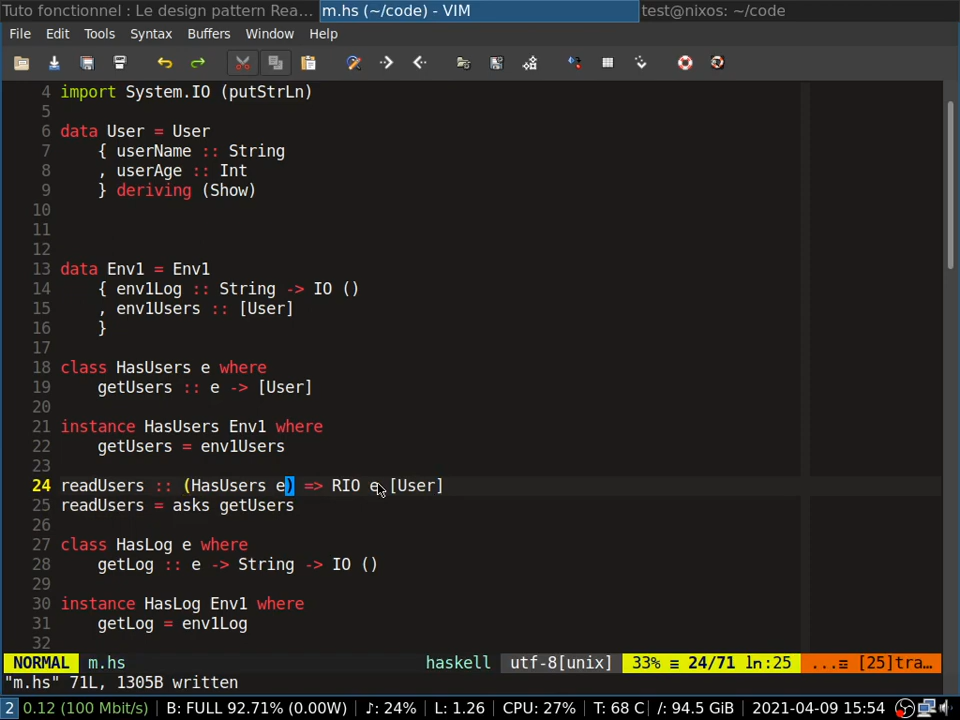 Tuto fonctionnel : Le design pattern Rea... m.hs (~/code) - VIM test@nixos: ~/code
File Edit Tools Syntax Buffers Window Help
4 import System.IO (putStrLn)
5
6 data User = User
7     { userName :: String
8     , userAge :: Int
9     } deriving (Show)
10
11
12
13 data Env1 = Env1
14     { env1Log :: String -> IO ()
15     , env1Users :: [User]
16     }
17
18 class HasUsers e where
19     getUsers :: e -> [User]
20
21 instance HasUsers Env1 where
22     getUsers = env1Users
23
24 readUsers :: (HasUsers e) => RIO e [User]
25 readUsers = asks getUsers
26
27 class HasLog e where
28     getLog :: e -> String -> IO ()
29
30 instance HasLog Env1 where
31     getLog = env1Log
32
NORMAL m.hs haskell utf-8[unix] 33% ≡ 24/71 ln:25 ...≡ [25]tra...
"m.hs" 71L, 1305B written
2 0.12 (100 Mbit/s) B: FULL 92.71% (0.00W) ♪: 24% L: 1.26 CPU: 27% T: 68 C /: 94.5 GiB 2021-04-09 15:54